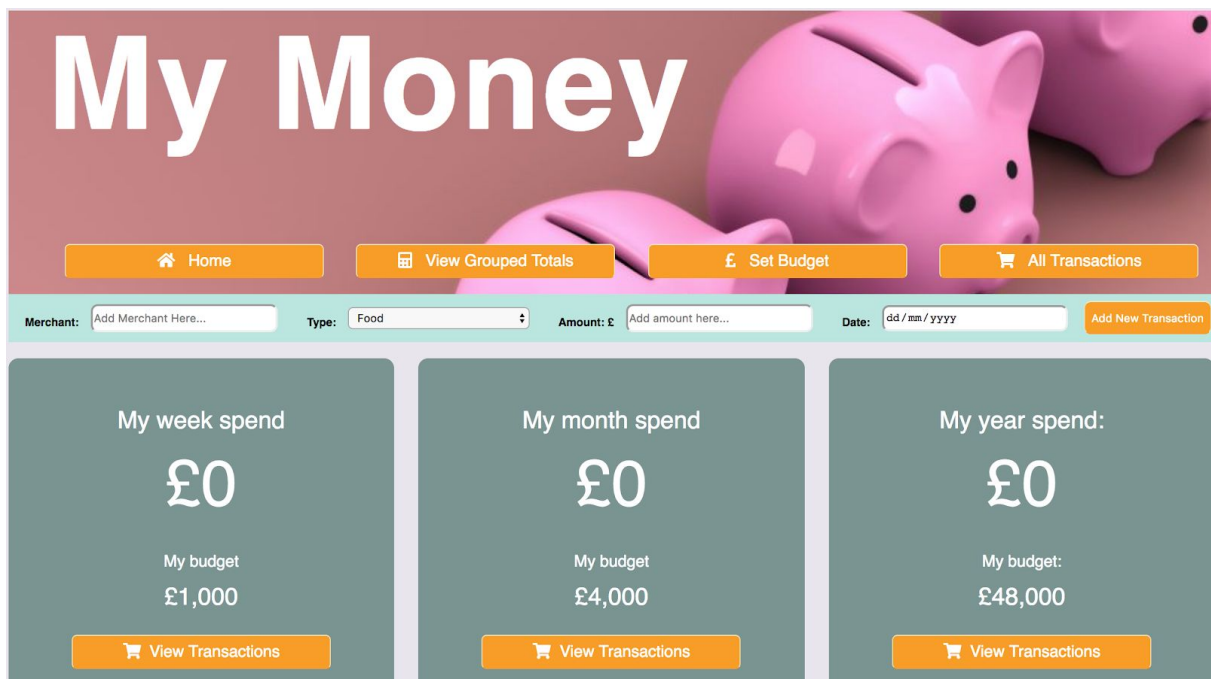 My Money
Home View Grouped Totals £ Set Budget All Transactions
Merchant: Add Merchant Here... Type: Food Amount: £ Add amount here... Date: dd/mm/yyyy Add New Transaction
My week spend
£0
My budget
£1,000
View Transactions
My month spend
£0
My budget
£4,000
View Transactions
My year spend:
£0
My budget:
£48,000
View Transactions